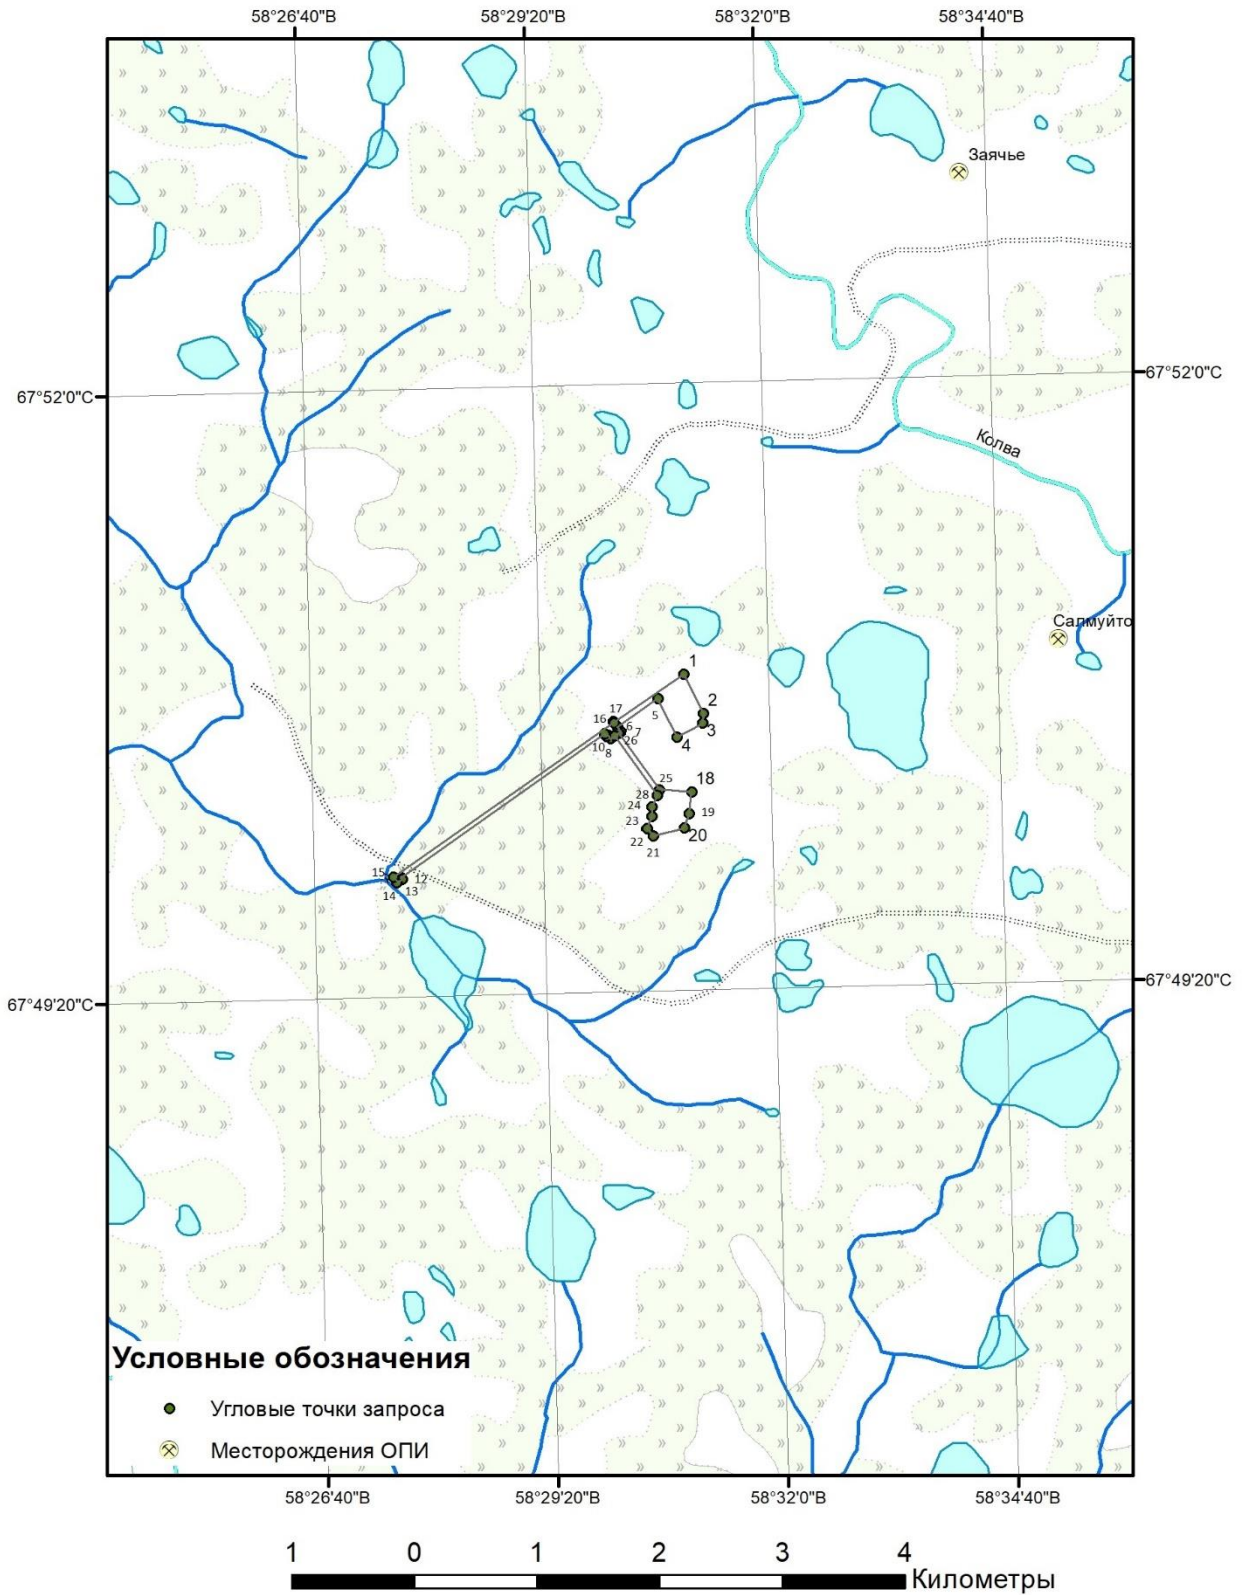 58°26'40"В 58°29'20"В 58°32'0"В 58°34'40"В
Заячье
67°52'0"С 67°52'0"С
Колва
Салмуйто
1
17 2
5
16 6 7 3
10 26 4
8
25 18
28
24 19
23
22 20
21
15 12
14 13
67°49'20"С 67°49'20"С
Условные обозначения
Угловые точки запроса
Месторождения ОПИ
58°26'40"В 58°29'20"В 58°32'0"В 58°34'40"В
1 0 1 2 3 4
Километры